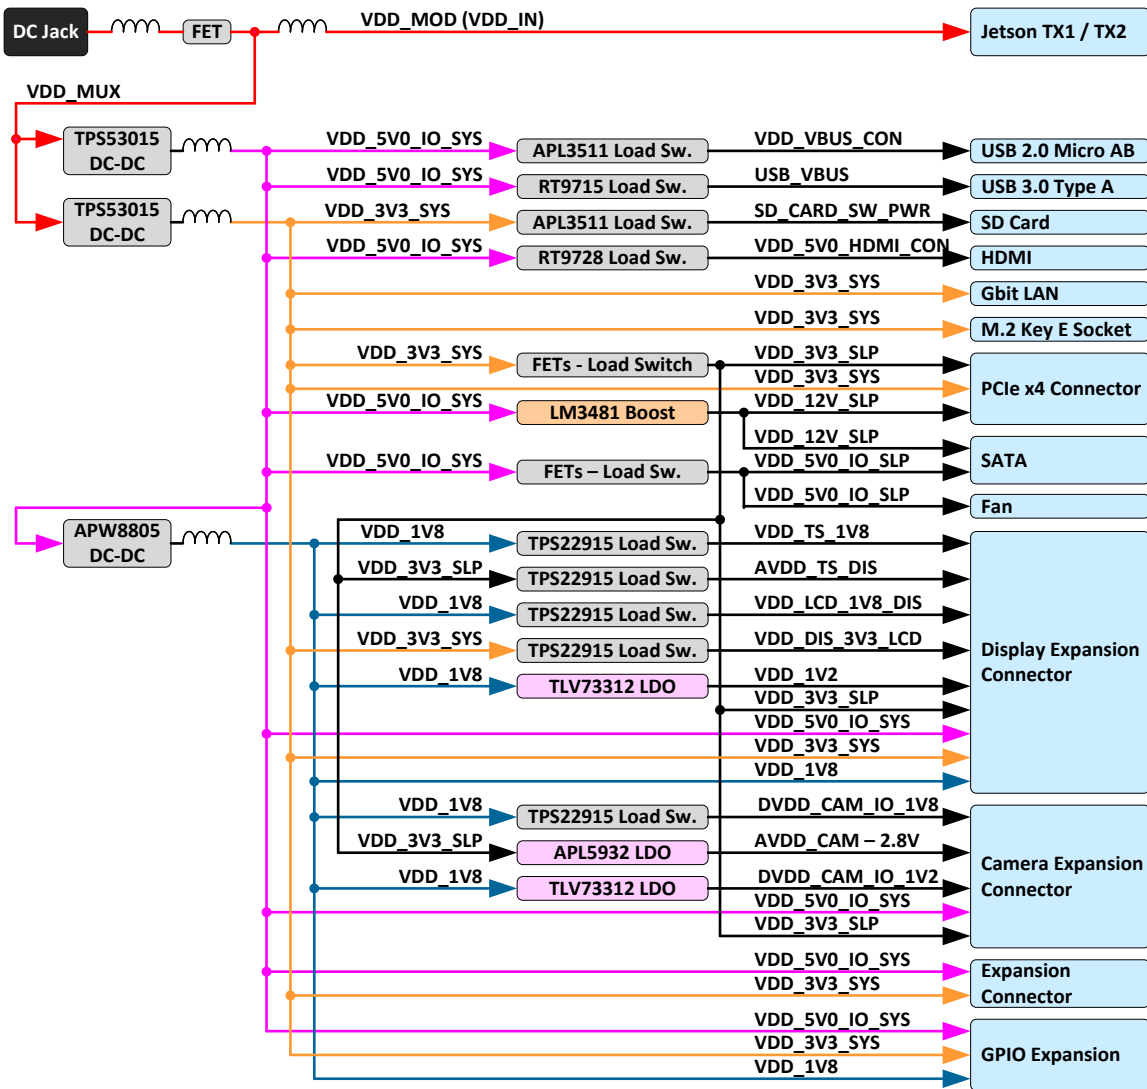 DC Jack
FET
VDD_MOD (VDD_IN)
Jetson TX1 / TX2
VDD_MUX
TPS53015
DC-DC
VDD_5V0_IO_SYS
APL3511 Load Sw.
VDD_VBUS_CON
USB 2.0 Micro AB
VDD_5V0_IO_SYS
RT9715 Load Sw.
USB_VBUS
USB 3.0 Type A
TPS53015
DC-DC
VDD_3V3_SYS
APL3511 Load Sw.
SD_CARD_SW_PWR
SD Card
VDD_5V0_IO_SYS
RT9728 Load Sw.
VDD_5V0_HDMI_CON
HDMI
VDD_3V3_SYS
Gbit LAN
VDD_3V3_SYS
M.2 Key E Socket
VDD_3V3_SYS
FETs - Load Switch
VDD_3V3_SLP
VDD_3V3_SYS
PCIe x4 Connector
VDD_5V0_IO_SYS
LM3481 Boost
VDD_12V_SLP
VDD_12V_SLP
SATA
VDD_5V0_IO_SYS
FETs – Load Sw.
VDD_5V0_IO_SLP
VDD_5V0_IO_SLP
Fan
APW8805
DC-DC
VDD_1V8
TPS22915 Load Sw.
VDD_TS_1V8
VDD_3V3_SLP
TPS22915 Load Sw.
AVDD_TS_DIS
VDD_1V8
TPS22915 Load Sw.
VDD_LCD_1V8_DIS
VDD_3V3_SYS
TPS22915 Load Sw.
VDD_DIS_3V3_LCD
Display Expansion
Connector
VDD_1V8
TLV73312 LDO
VDD_1V2
VDD_3V3_SLP
VDD_5V0_IO_SYS
VDD_3V3_SYS
VDD_1V8
VDD_1V8
TPS22915 Load Sw.
DVDD_CAM_IO_1V8
VDD_3V3_SLP
APL5932 LDO
AVDD_CAM – 2.8V
Camera Expansion
Connector
VDD_1V8
TLV73312 LDO
DVDD_CAM_IO_1V2
VDD_5V0_IO_SYS
VDD_3V3_SLP
VDD_5V0_IO_SYS
VDD_3V3_SYS
Expansion
Connector
VDD_5V0_IO_SYS
VDD_3V3_SYS
VDD_1V8
GPIO Expansion